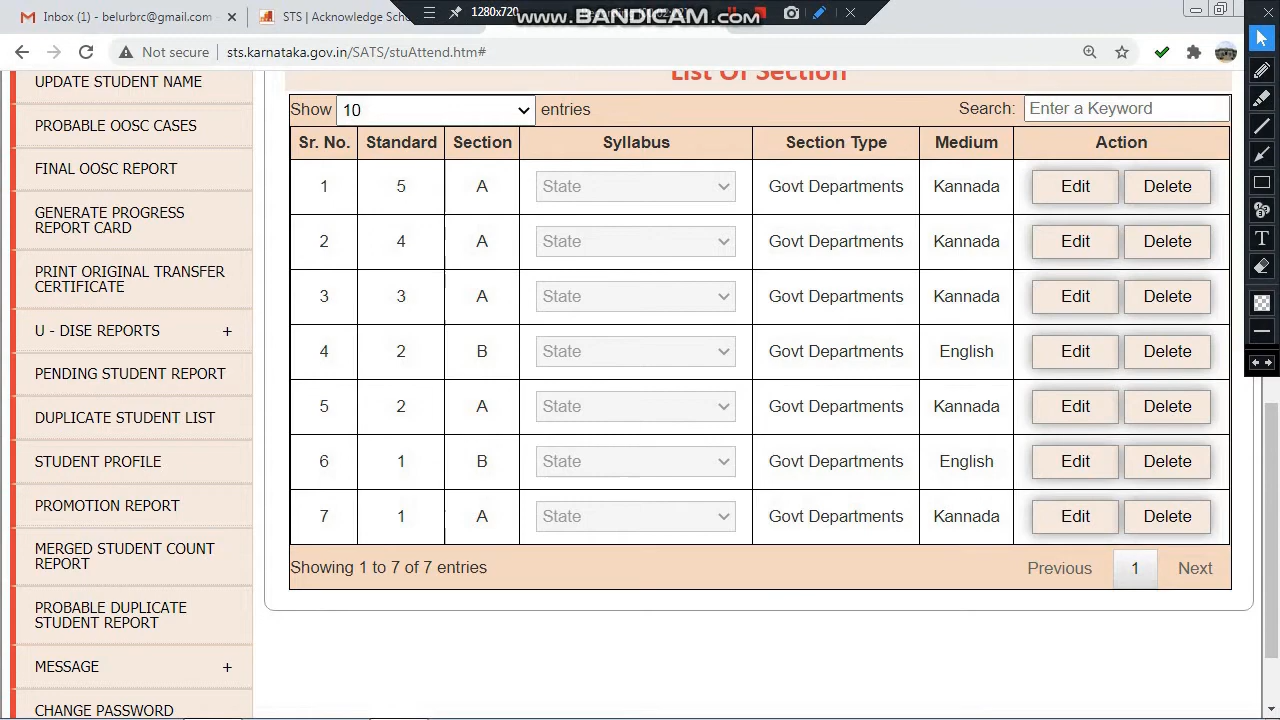 Inbox (1) - belurbrc@gmail.com
STS | Acknowledge S
1280x720
www.BANDICAM.com
Not secure
sts.karnataka.gov.in/SATS/stuAttend.htm#
UPDATE STUDENT NAME
PROBABLE OOSC CASES
FINAL OOSC REPORT
GENERATE PROGRESS
REPORT CARD
PRINT ORIGINAL TRANSFER
CERTIFICATE
U - DISE REPORTS +
PENDING STUDENT REPORT
DUPLICATE STUDENT LIST
STUDENT PROFILE
PROMOTION REPORT
MERGED STUDENT COUNT
REPORT
PROBABLE DUPLICATE
STUDENT REPORT
MESSAGE +
CHANGE PASSWORD
List Of Section
Show 10 entries
Search: Enter a Keyword
Sr. No. Standard Section Syllabus Section Type Medium Action
1 5 A State Govt Departments Kannada Edit Delete
2 4 A State Govt Departments Kannada Edit Delete
3 3 A State Govt Departments Kannada Edit Delete
4 2 B State Govt Departments English Edit Delete
5 2 A State Govt Departments Kannada Edit Delete
6 1 B State Govt Departments English Edit Delete
7 1 A State Govt Departments Kannada Edit Delete
Showing 1 to 7 of 7 entries
Previous 1 Next